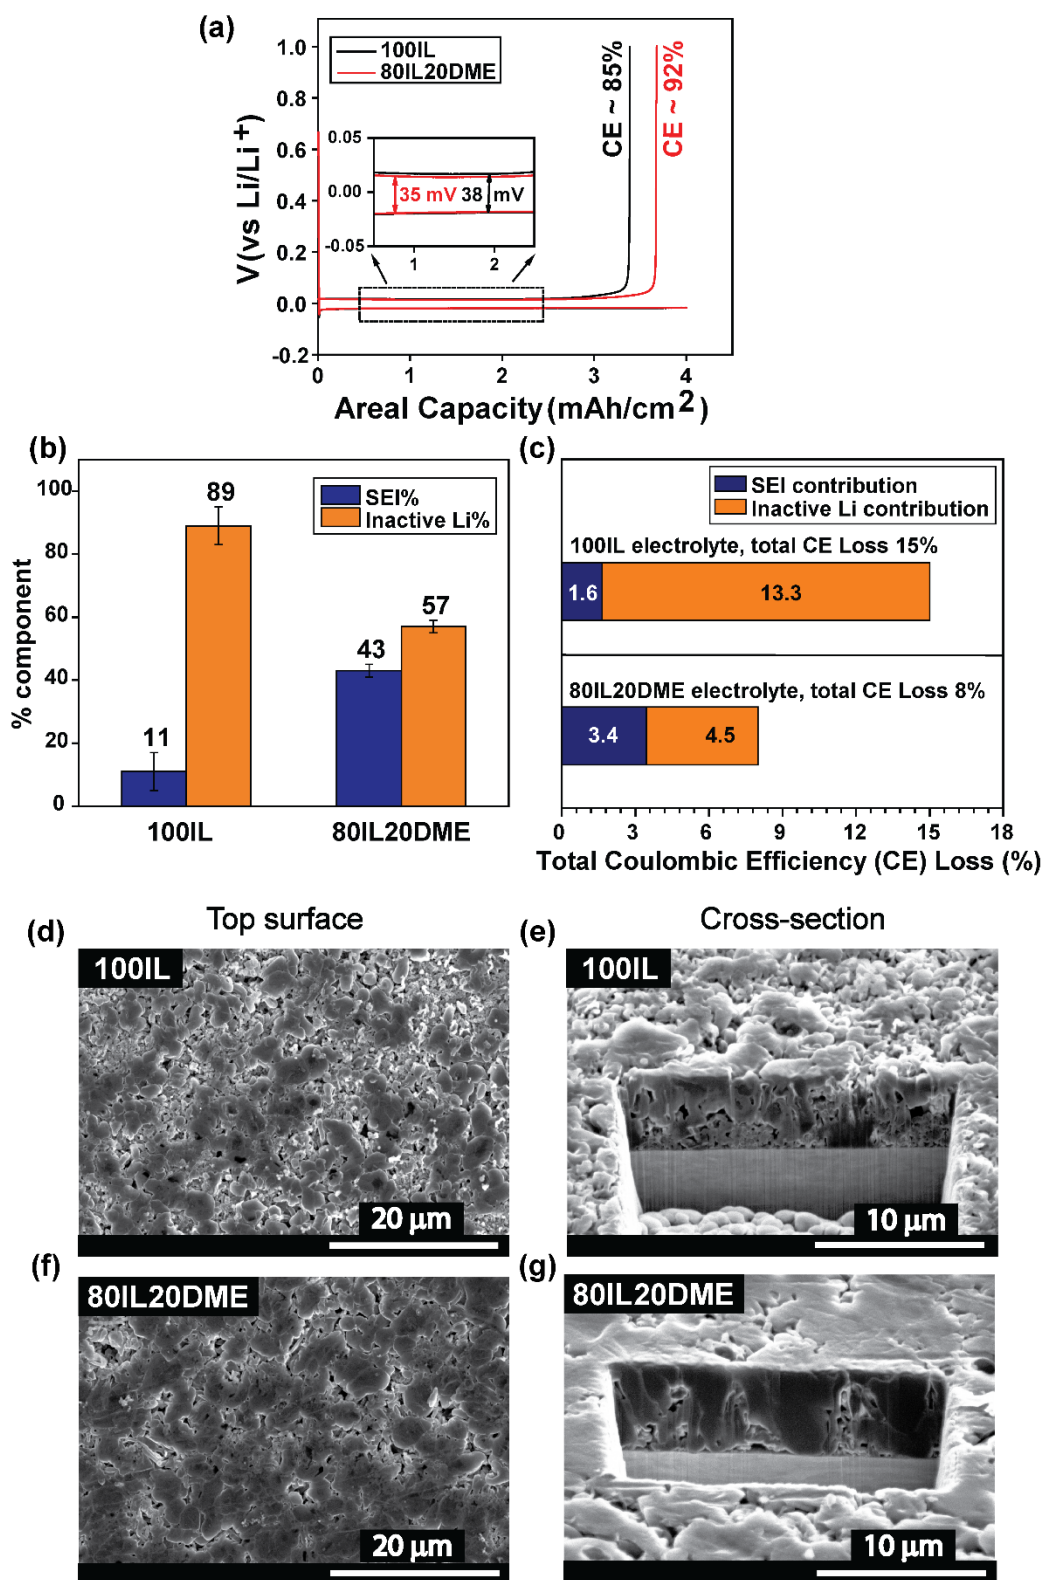 (a)
100IL
80IL20DME
CE ~ 85%
CE ~ 92%
V(vs Li/Li⁺)
1.0
0.8
0.6
0.4
0.2
0.0
-0.2
0.05
0.00
-0.05
35 mV
38 mV
1 2
0 1 2 3 4
Areal Capacity (mAh/cm²)
(b)
% component
100
80
60
40
20
0
SEI%
Inactive Li%
89
57
43
11
100IL 80IL20DME
(c)
SEI contribution
Inactive Li contribution
100IL electrolyte, total CE Loss 15%
1.6 13.3
80IL20DME electrolyte, total CE Loss 8%
3.4 4.5
0 3 6 9 12 15 18
Total Coulombic Efficiency (CE) Loss (%)
Top surface
Cross-section
(d)
100IL
20 µm
(e)
100IL
10 µm
(f)
80IL20DME
20 µm
(g)
80IL20DME
10 µm